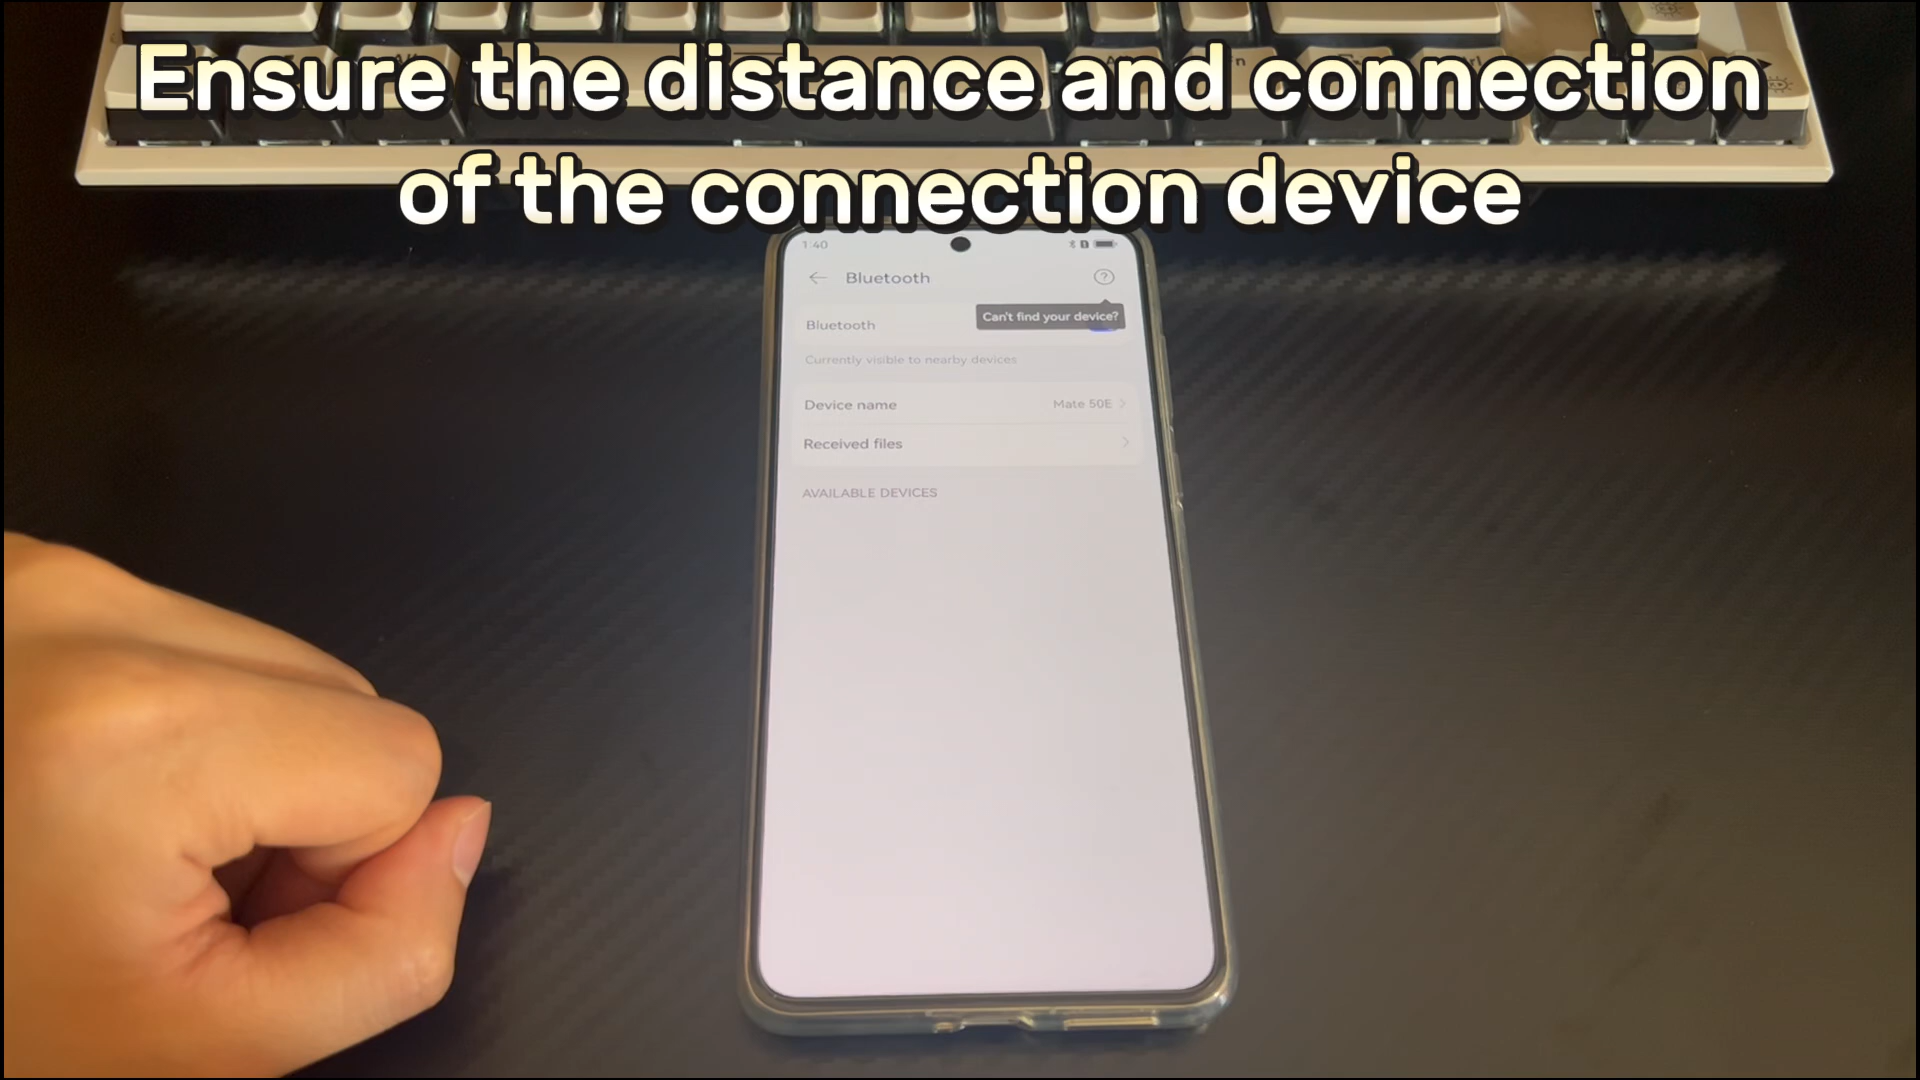 Ensure the distance and connection
of the connection device
1:40
Bluetooth
Can't find your device?
Bluetooth
Currently visible to nearby devices
Device name Mate 50E
Received files
AVAILABLE DEVICES